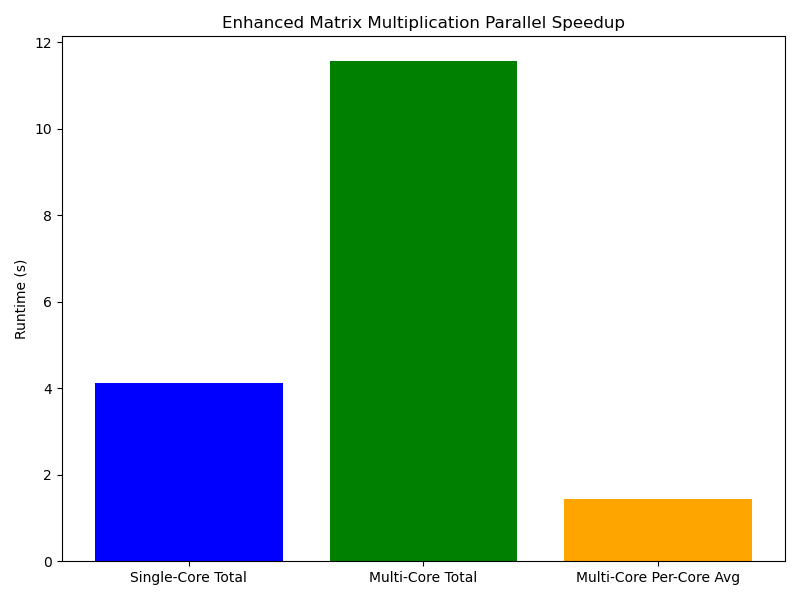 Enhanced Matrix Multiplication Parallel Speedup
12
10
8
6
4
2
0
Runtime (s)
Single-Core Total
Multi-Core Total
Multi-Core Per-Core Avg